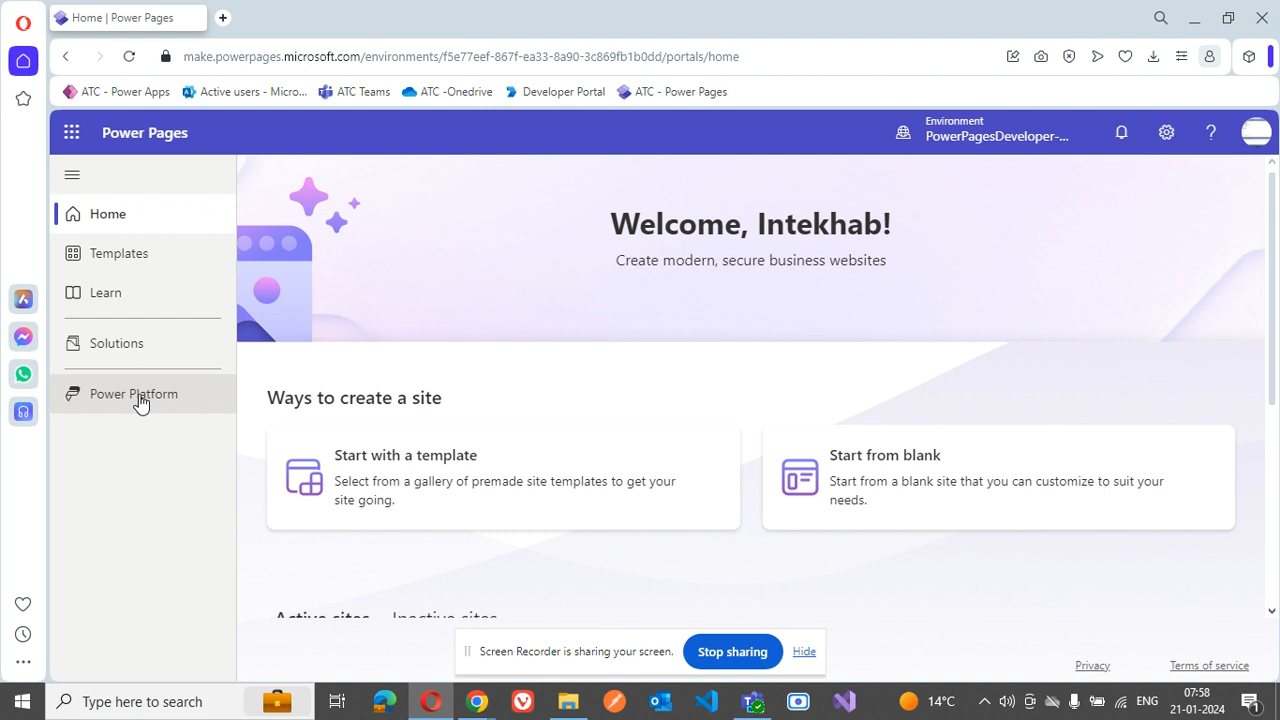 Home | Power Pages
make.powerpages.microsoft.com/environments/f5e77eef-867f-ea33-8a90-3c869fb1b0dd/portals/home
ATC - Power Apps
Active users - Micro...
ATC Teams
ATC -Onedrive
Developer Portal
ATC - Power Pages
Power Pages
Environment
PowerPagesDeveloper-...
Home
Templates
Learn
Solutions
Power Platform
Welcome, Intekhab!
Create modern, secure business websites
Ways to create a site
Start with a template
Select from a gallery of premade site templates to get your
site going.
Start from blank
Start from a blank site that you can customize to suit your
needs.
Active sites
Inactive sites
Screen Recorder is sharing your screen.
Stop sharing
Hide
Privacy
Terms of service
Type here to search
14°C
ENG
07:58
21-01-2024
1